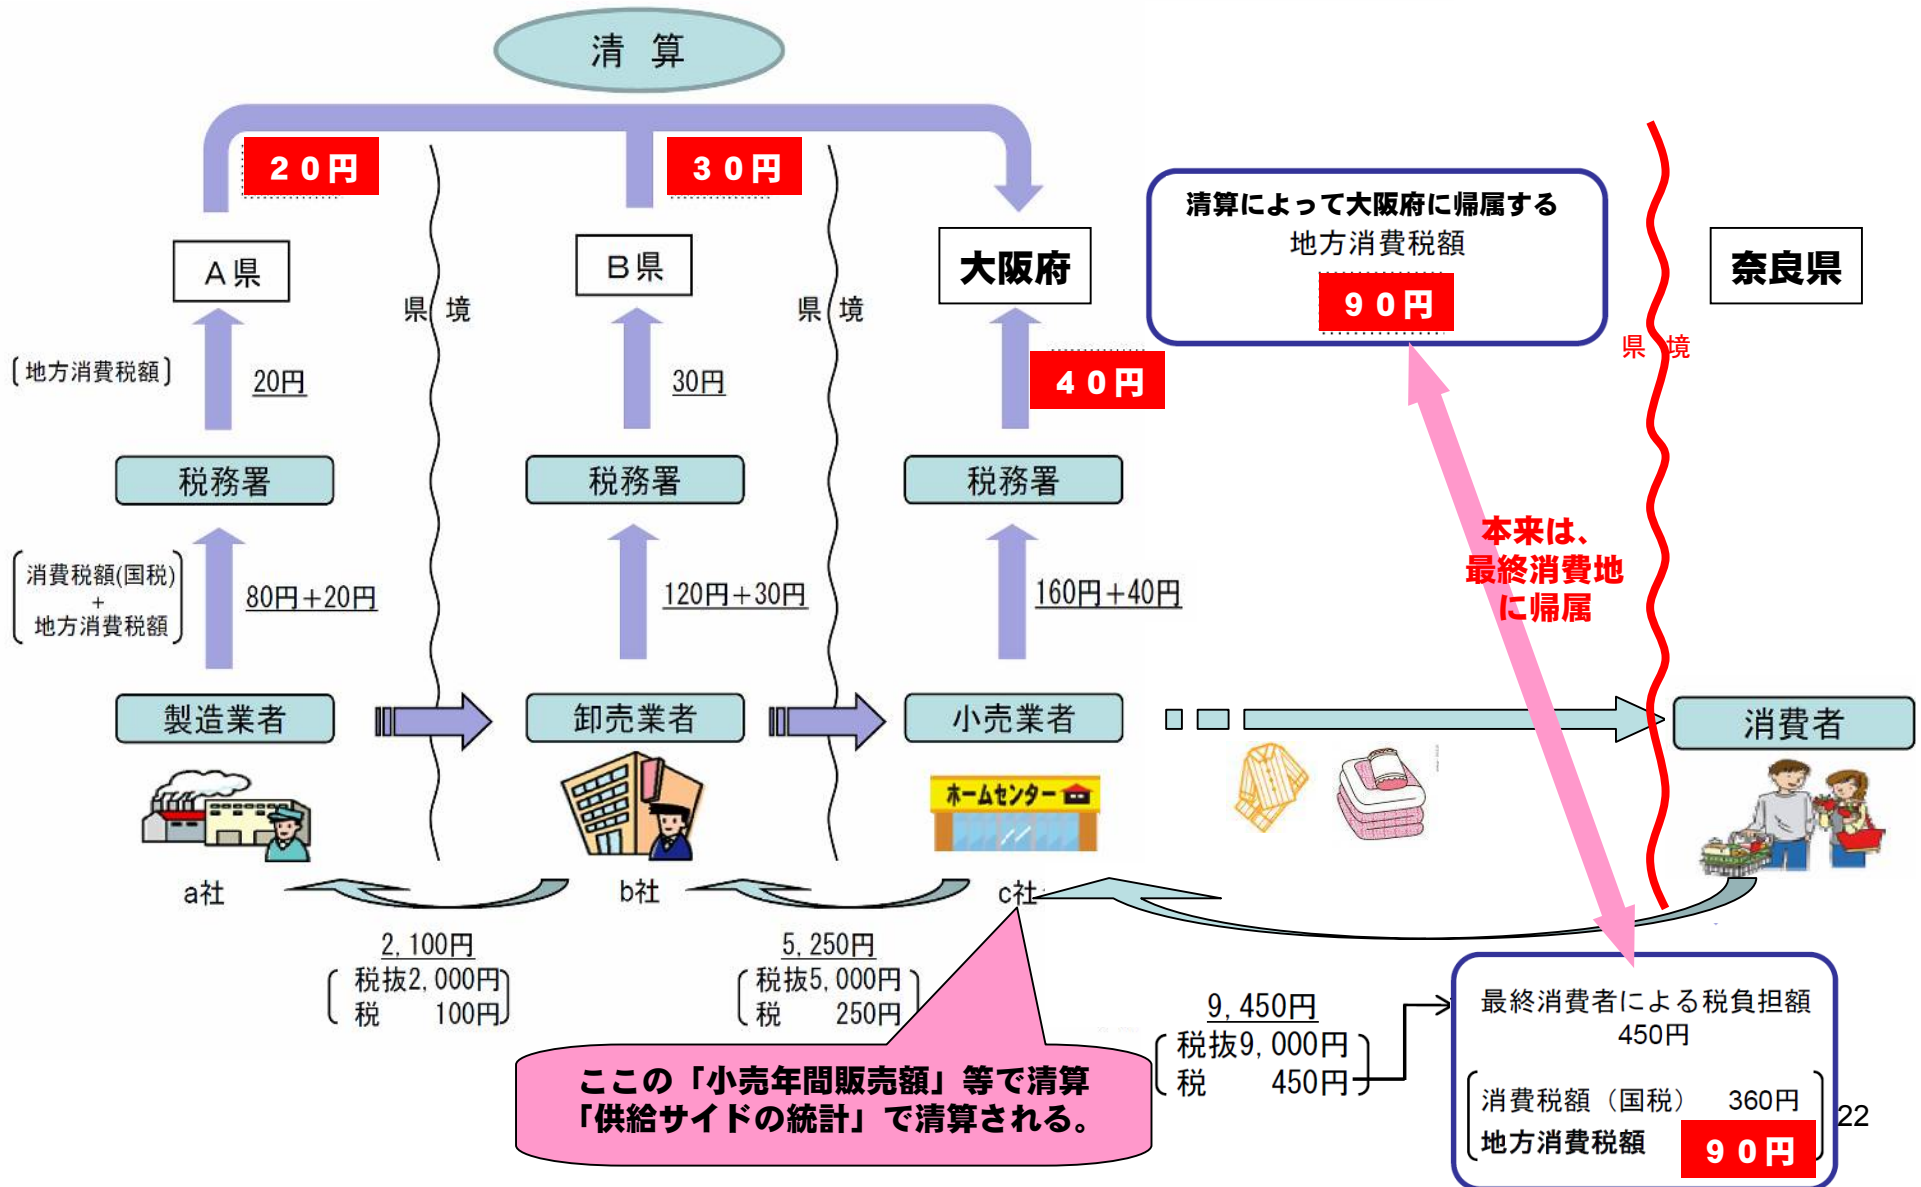 清 算
２０円
３０円
清算によって大阪府に帰属する
地方消費税額
９０円
Ａ県
Ｂ県
大阪府
奈良県
県 境
県 境
県 境
〔地方消費税額〕
20円
30円
４０円
税務署
税務署
税務署
本来は、
最終消費地
に帰属
消費税額(国税)
+
地方消費税額
80円+20円
120円+30円
160円+40円
製造業者
卸売業者
小売業者
消費者
ホームセンター
a社
b社
c社
2,100円
税抜2,000円
税 100円
5,250円
税抜5,000円
税 250円
9,450円
税抜9,000円
税 450円
ここの「小売年間販売額」等で清算
「供給サイドの統計」で清算される。
最終消費者による税負担額
450円
消費税額（国税） 360円
地方消費税額 ９０円
22